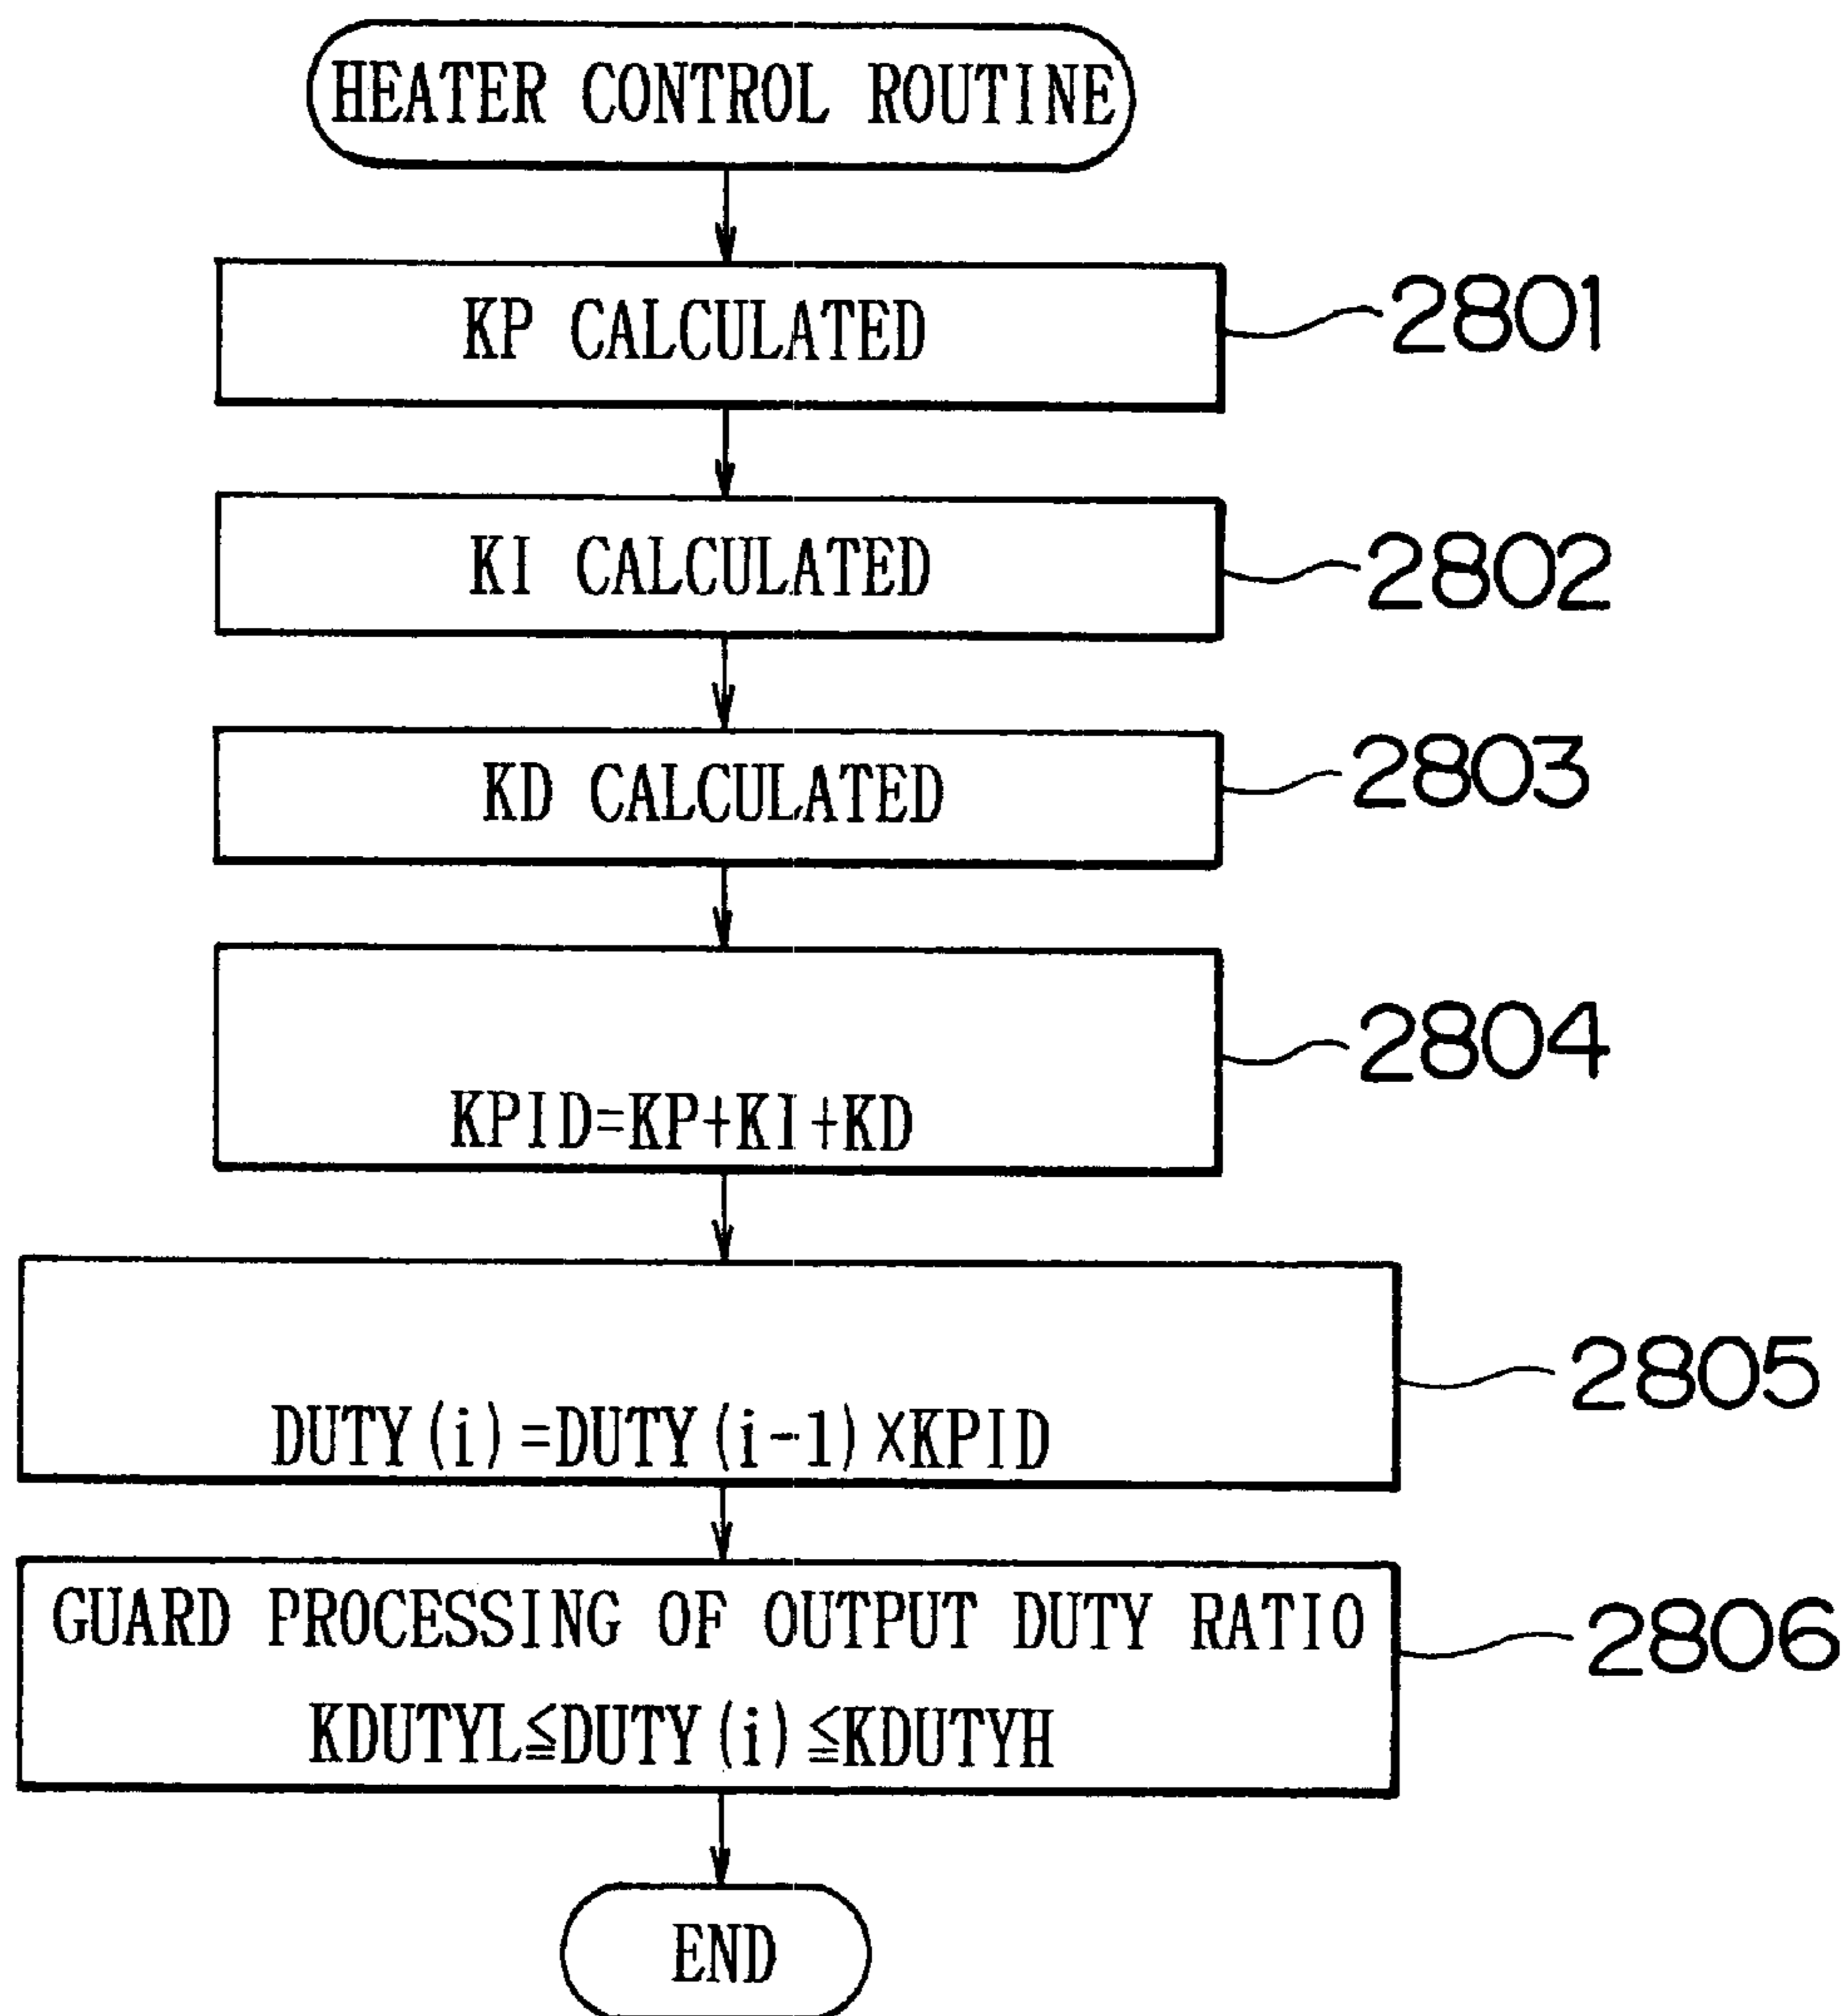 HEATER CONTROL ROUTINE
KP CALCULATED
2801
KI CALCULATED
2802
KD CALCULATED
2803
KPID=KP+KI+KD
2804
DUTY(i)=DUTY(i-1)×KPID
2805
GUARD PROCESSING OF OUTPUT DUTY RATIO
KDUTYL≦DUTY(i)≦KDUTYH
2806
END